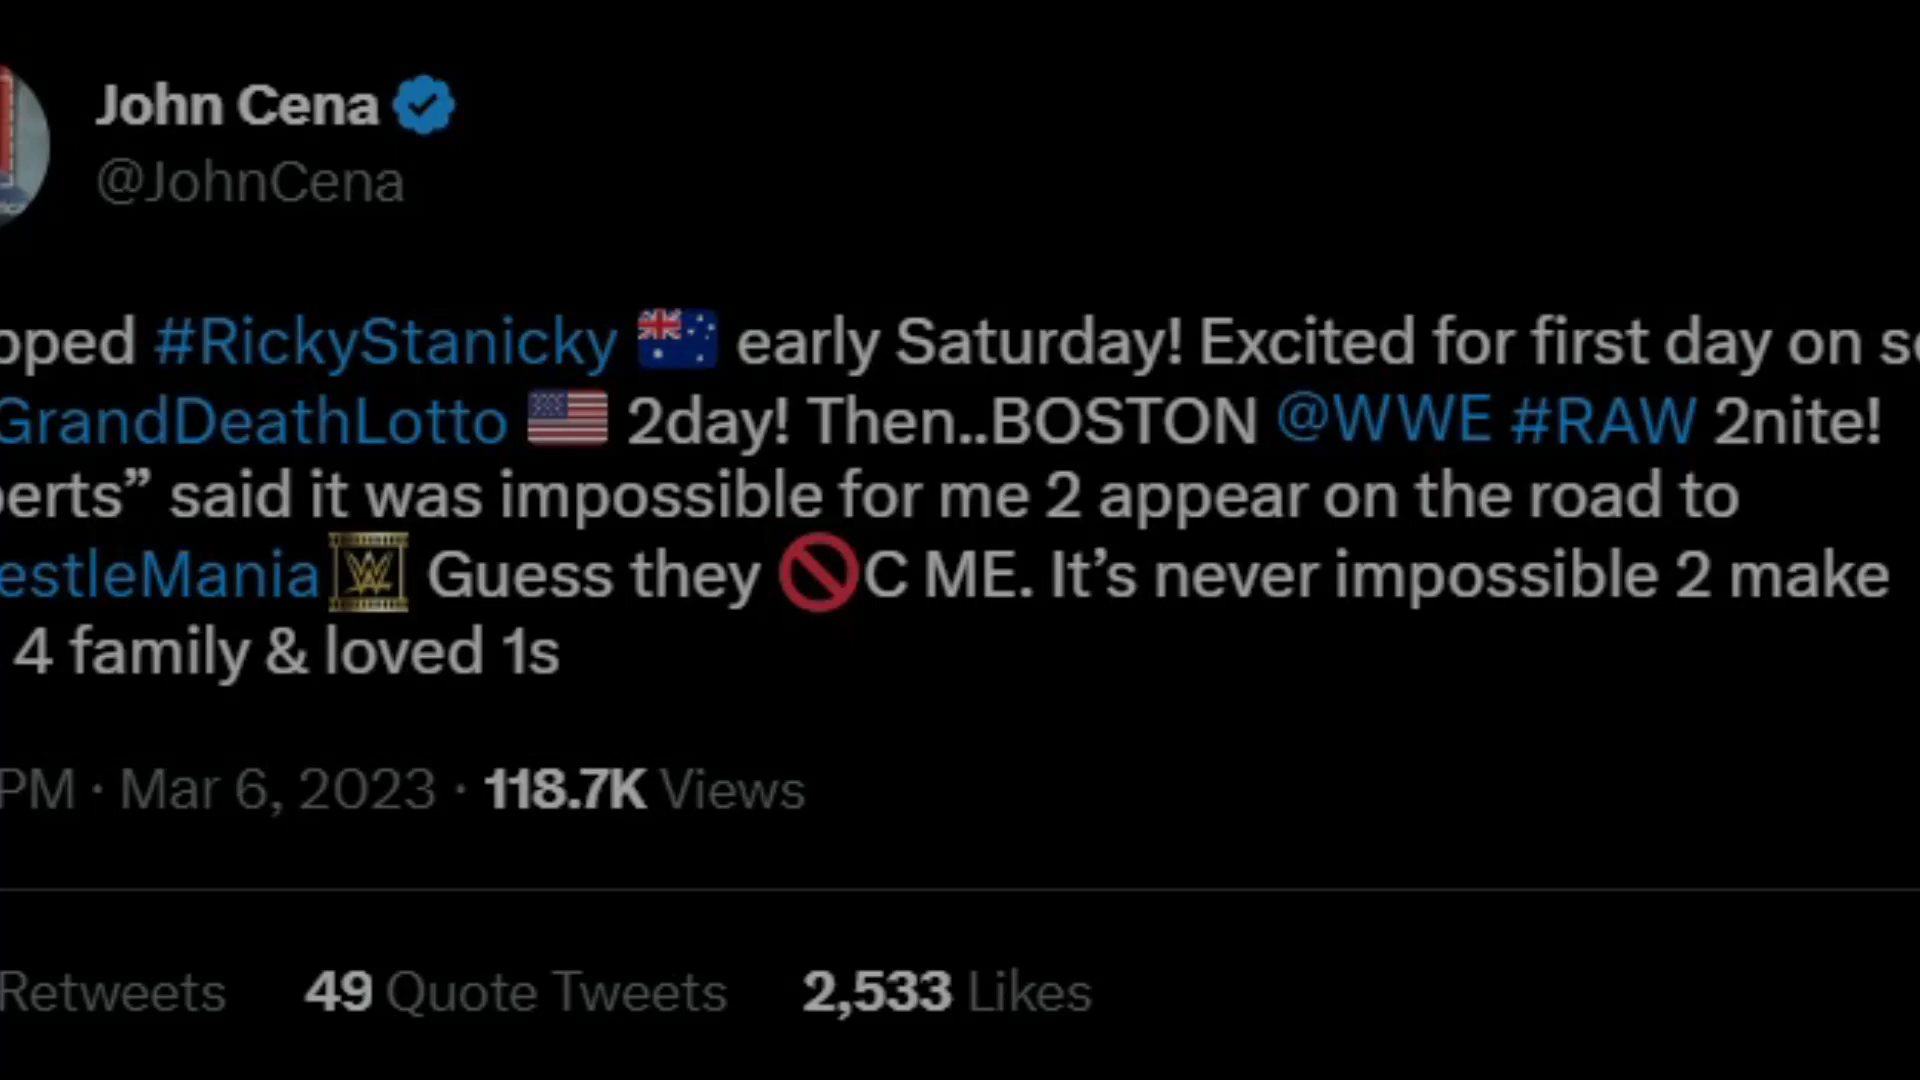 John Cena
@JohnCena
pped #RickyStanicky 🇦🇺 early Saturday! Excited for first day on s
GrandDeathLotto 🇺🇸 2day! Then..BOSTON @WWE #RAW 2nite!
perts” said it was impossible for me 2 appear on the road to
estleMania Guess they 🚫C ME. It’s never impossible 2 make
4 family & loved 1s
PM · Mar 6, 2023 · 118.7K Views
Retweets 49 Quote Tweets 2,533 Likes